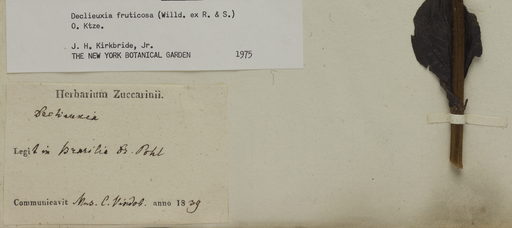 Declieuxia fruticosa (Willd. ex R. & S.)
O. Ktze.
J. H. Kirkbride, Jr.
THE NEW YORK BOTANICAL GARDEN 1975
Herbarium Zuccarinii.
Declieuxia
Legit in Brasilia Dr. Pohl
Communicavit Mus. C. Vindob. anno 1839